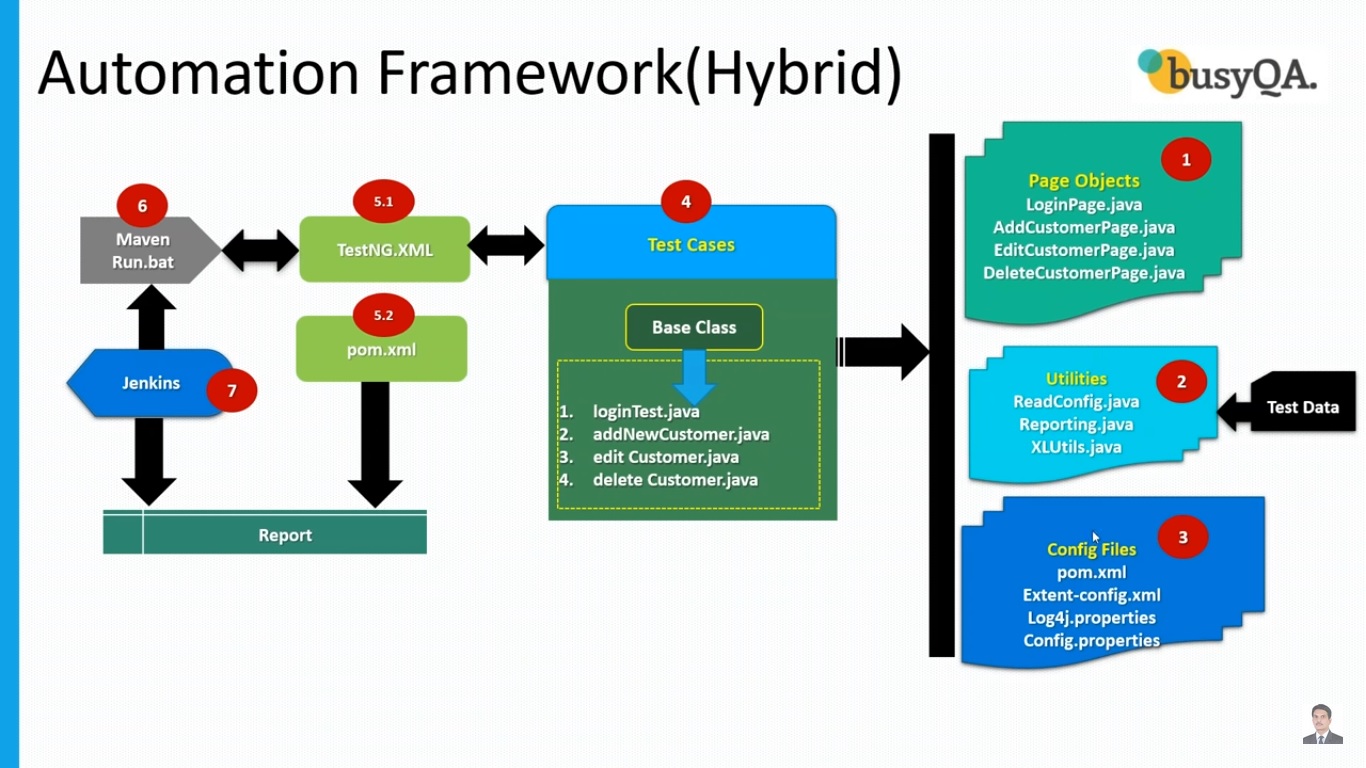 Automation Framework(Hybrid)
busyQA.
6
Maven
Run.bat
5.1
TestNG.XML
5.2
pom.xml
Jenkins
7
Report
4
Test Cases
Base Class
1. loginTest.java
2. addNewCustomer.java
3. edit Customer.java
4. delete Customer.java
1
Page Objects
LoginPage.java
AddCustomerPage.java
EditCustomerPage.java
DeleteCustomerPage.java
2
Utilities
ReadConfig.java
Reporting.java
XLUtils.java
Test Data
3
Config Files
pom.xml
Extent-config.xml
Log4j.properties
Config.properties